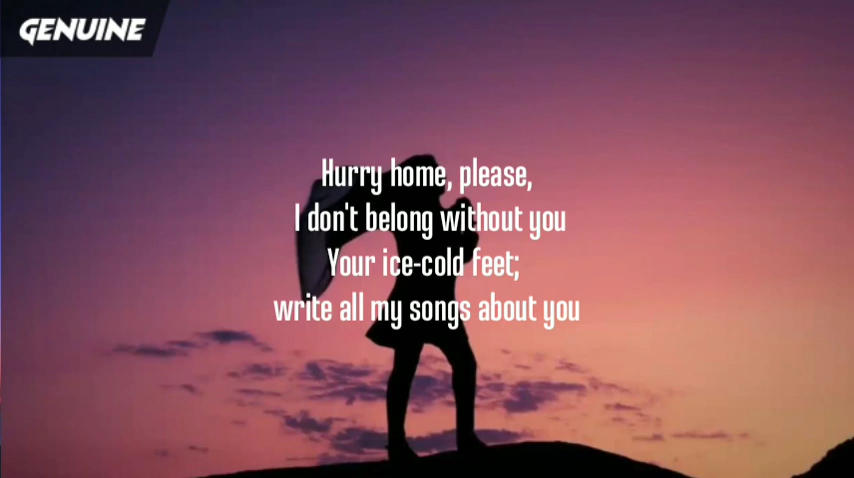 GENUINE
Hurry home, please,
I don't belong without you
Your ice-cold feet;
write all my songs about you